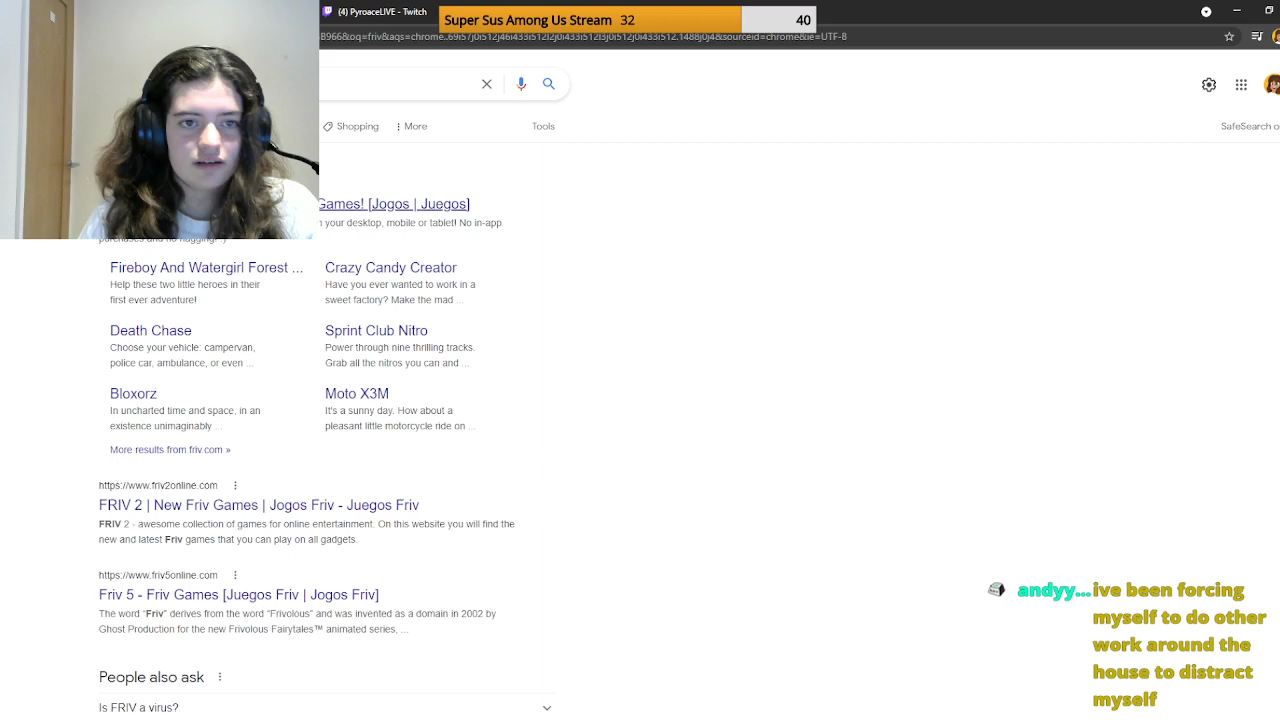 (4) PyroaceLIVE - Twitch
Super Sus Among Us Stream 32 40
Shopping More Tools SafeSearch o
Games! [Jogos | Juegos]
your desktop, mobile or tablet! No in-app
purchases and no nagging! :)
Fireboy And Watergirl Forest ...
Help these two little heroes in their
first ever adventure!
Crazy Candy Creator
Have you ever wanted to work in a
sweet factory? Make the mad ...
Death Chase
Choose your vehicle: campervan,
police car, ambulance, or even ...
Sprint Club Nitro
Power through nine thrilling tracks.
Grab all the nitros you can and ...
Bloxorz
In uncharted time and space, in an
existence unimaginably ...
Moto X3M
It's a sunny day. How about a
pleasant little motorcycle ride on ...
More results from friv.com »
https://www.friv2online.com
FRIV 2 | New Friv Games | Jogos Friv - Juegos Friv
FRIV 2 - awesome collection of games for online entertainment. On this website you will find the
new and latest Friv games that you can play on all gadgets.
https://www.friv5online.com
Friv 5 - Friv Games [Juegos Friv | Jogos Friv]
The word “Friv” derives from the word “Frivolous” and was invented as a domain in 2002 by
Ghost Production for the new Frivolous Fairytales™ animated series, ...
People also ask
Is FRIV a virus?
andyy... ive been forcing
myself to do other
work around the
house to distract
myself